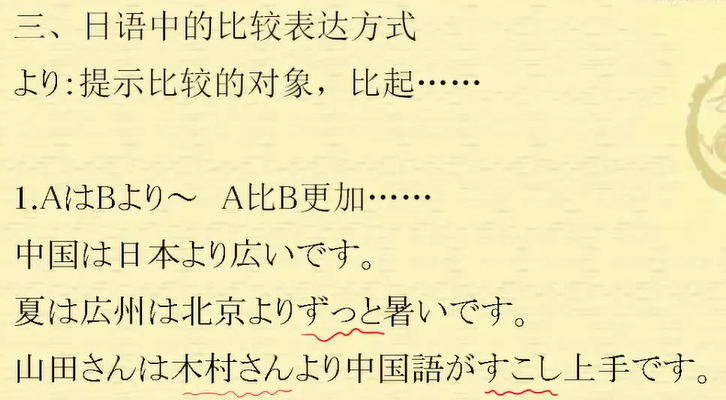 三、日语中的比较表达方式
より:提示比较的对象，比起……
1.AはBより～ A比B更加……
中国は日本より広いです。
夏は広州は北京よりずっと暑いです。
山田さんは木村さんより中国語がすこし上手です。